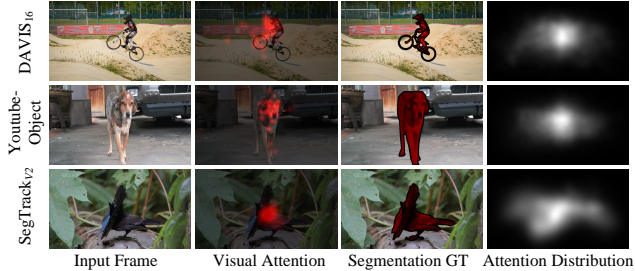 DAVIS16
Youtube-
Object
SegTrackV2
Input Frame
Visual Attention
Segmentation GT
Attention Distribution